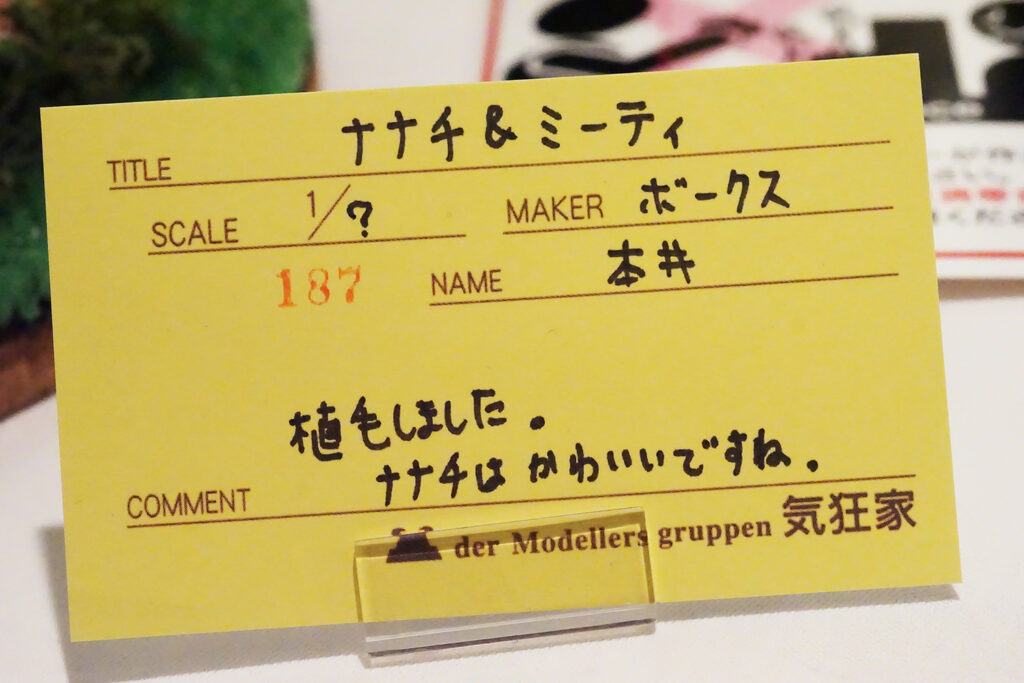 TITLE ナナチ & ミーティ
SCALE 1/? MAKER ボークス
187 NAME 本井
植毛しました。
ナナチは かわいいですね。
COMMENT
der Modellers gruppen 気狂家